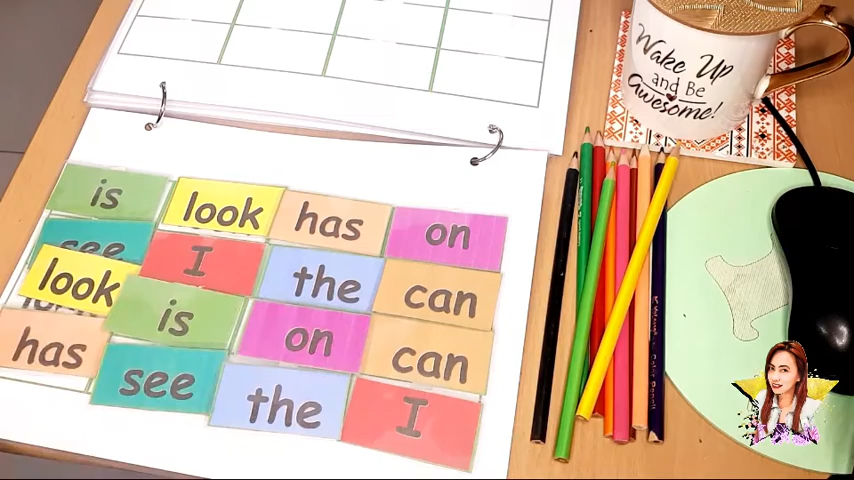 Wake Up
and Be
Awesome!
is look has on
see I the can
look is on can
look
has see the I